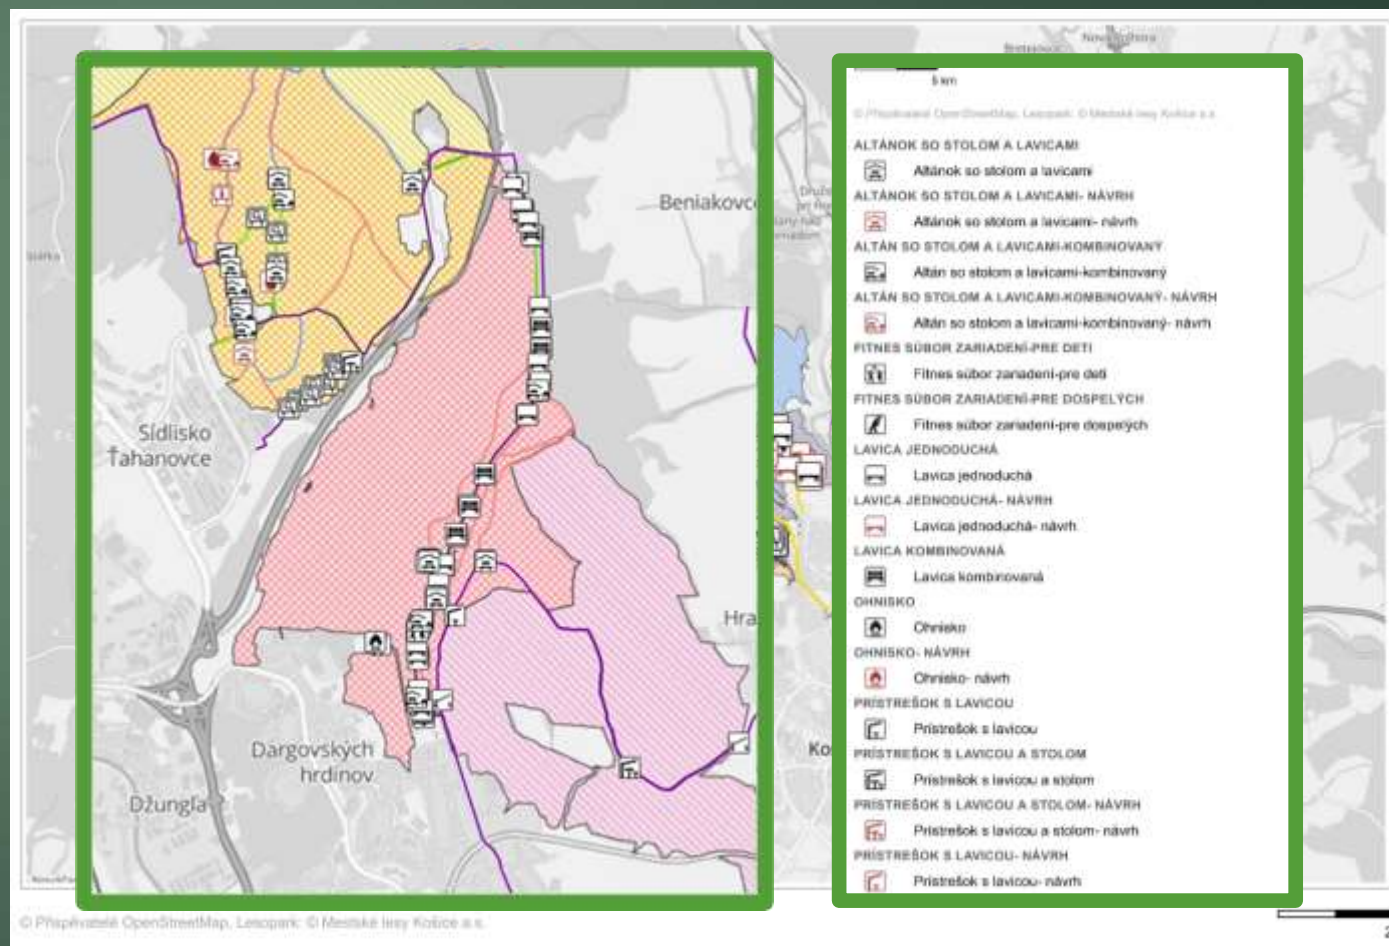 Beniakovce
Sídlisko
Ťahanovce
Hra
Dargovských
hrdinov
Džungľa
Ko
© Přispěvatelé OpenStreetMap, Lesopark: © Mestské lesy Košice a.s.
5 km
© Přispěvatelé OpenStreetMap, Lesopark: © Mestské lesy Košice a.s.
ALTÁNOK SO STOLOM A LAVICAMI
Altánok so stolom a lavicami
ALTÁNOK SO STOLOM A LAVICAMI- NÁVRH
Altánok so stolom a lavicami- návrh
ALTÁN SO STOLOM A LAVICAMI-KOMBINOVANÝ
Altán so stolom a lavicami-kombinovaný
ALTÁN SO STOLOM A LAVICAMI-KOMBINOVANÝ- NÁVRH
Altán so stolom a lavicami-kombinovaný- návrh
FITNES SÚBOR ZARIADENÍ-PRE DETI
Fitnes súbor zariadení-pre deti
FITNES SÚBOR ZARIADENÍ-PRE DOSPELÝCH
Fitnes súbor zariadení-pre dospelých
LAVICA JEDNODUCHÁ
Lavica jednoduchá
LAVICA JEDNODUCHÁ- NÁVRH
Lavica jednoduchá- návrh
LAVICA KOMBINOVANÁ
Lavica kombinovaná
OHNISKO
Ohnisko
OHNISKO- NÁVRH
Ohnisko- návrh
PRÍSTREŠOK S LAVICOU
Prístrešok s lavicou
PRÍSTREŠOK S LAVICOU A STOLOM
Prístrešok s lavicou a stolom
PRÍSTREŠOK S LAVICOU A STOLOM- NÁVRH
Prístrešok s lavicou a stolom- návrh
PRÍSTREŠOK S LAVICOU- NÁVRH
Prístrešok s lavicou- návrh